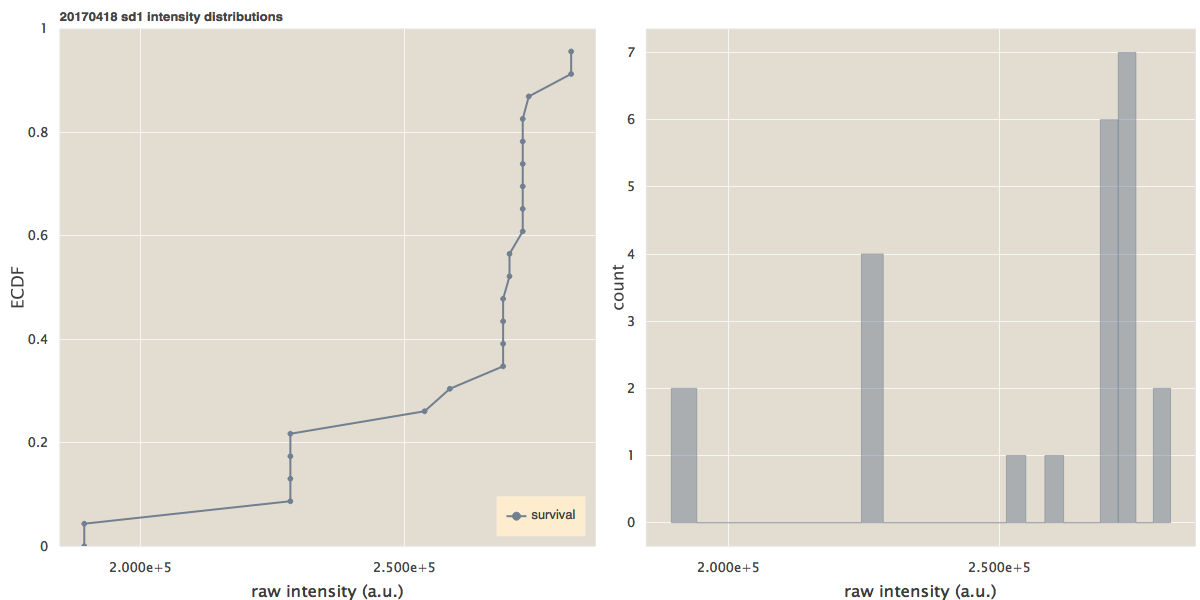 20170418 sd1 intensity distributions
1
0.8
0.6
0.4
0.2
0
ECDF
2.000e+5
2.500e+5
raw intensity (a.u.)
survival
7
6
5
4
3
2
1
0
count
2.000e+5
2.500e+5
raw intensity (a.u.)